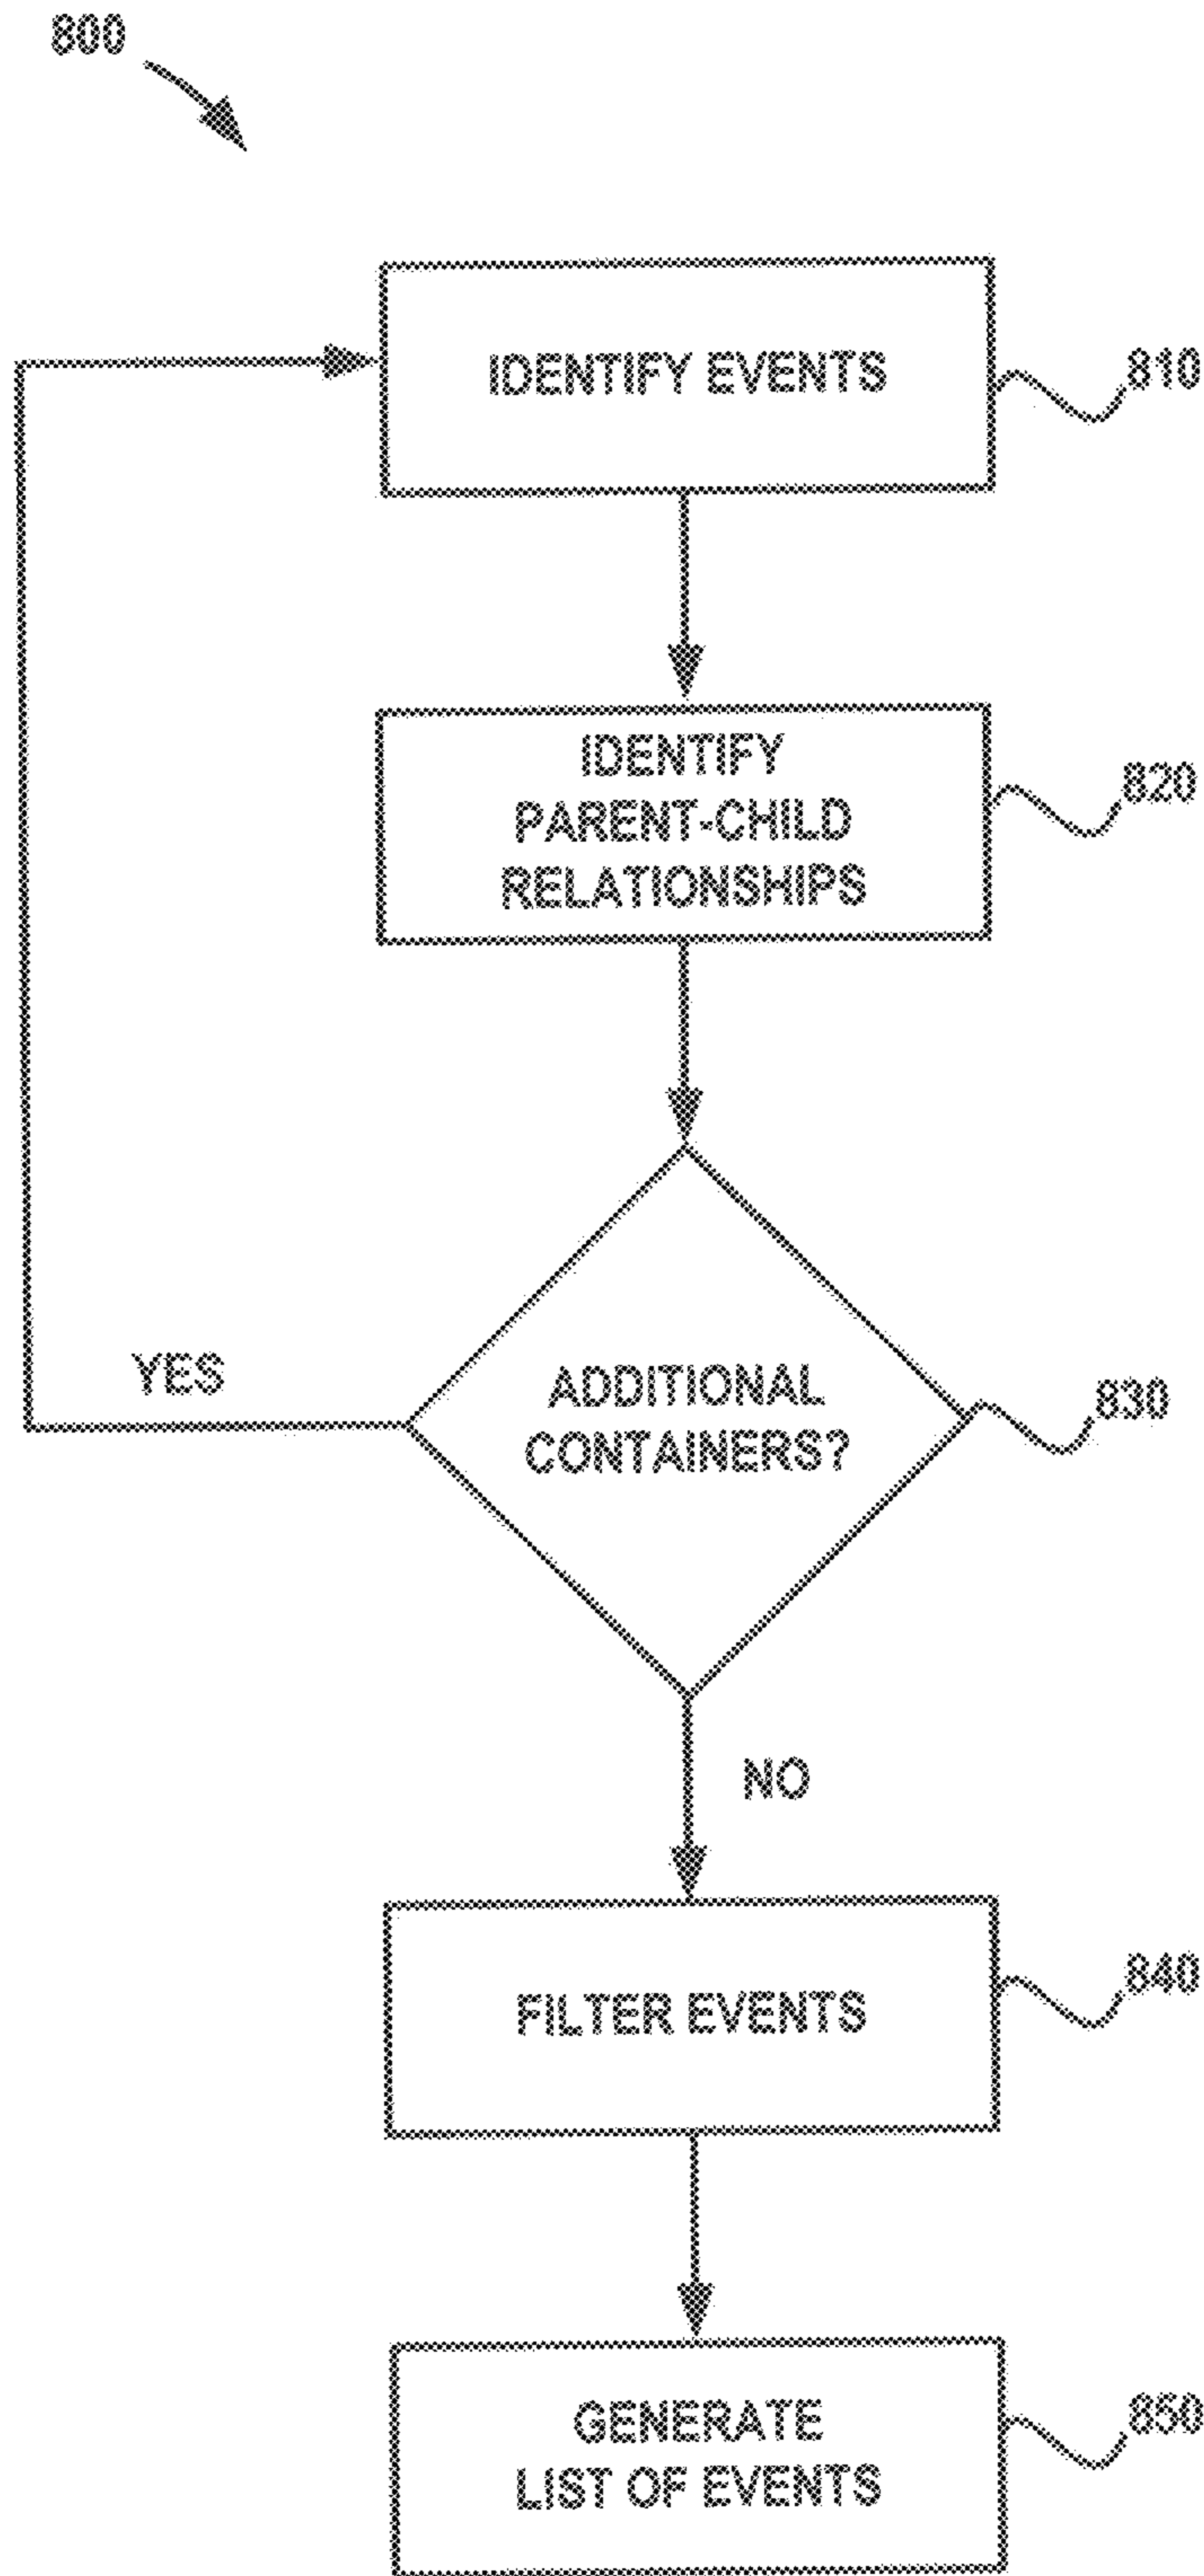 800
IDENTIFY EVENTS
810
IDENTIFY
PARENT-CHILD
RELATIONSHIPS
820
ADDITIONAL
CONTAINERS?
830
YES
NO
FILTER EVENTS
840
GENERATE
LIST OF EVENTS
850